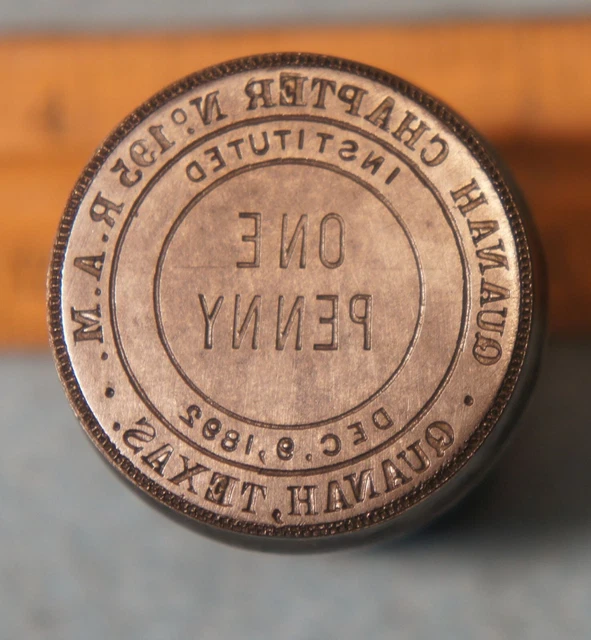 QUANAH CHAPTER No. 195 R.A.M.
INSTITUTED
ONE
PENNY
DEC. 9, 1892
QUANAH, TEXAS.